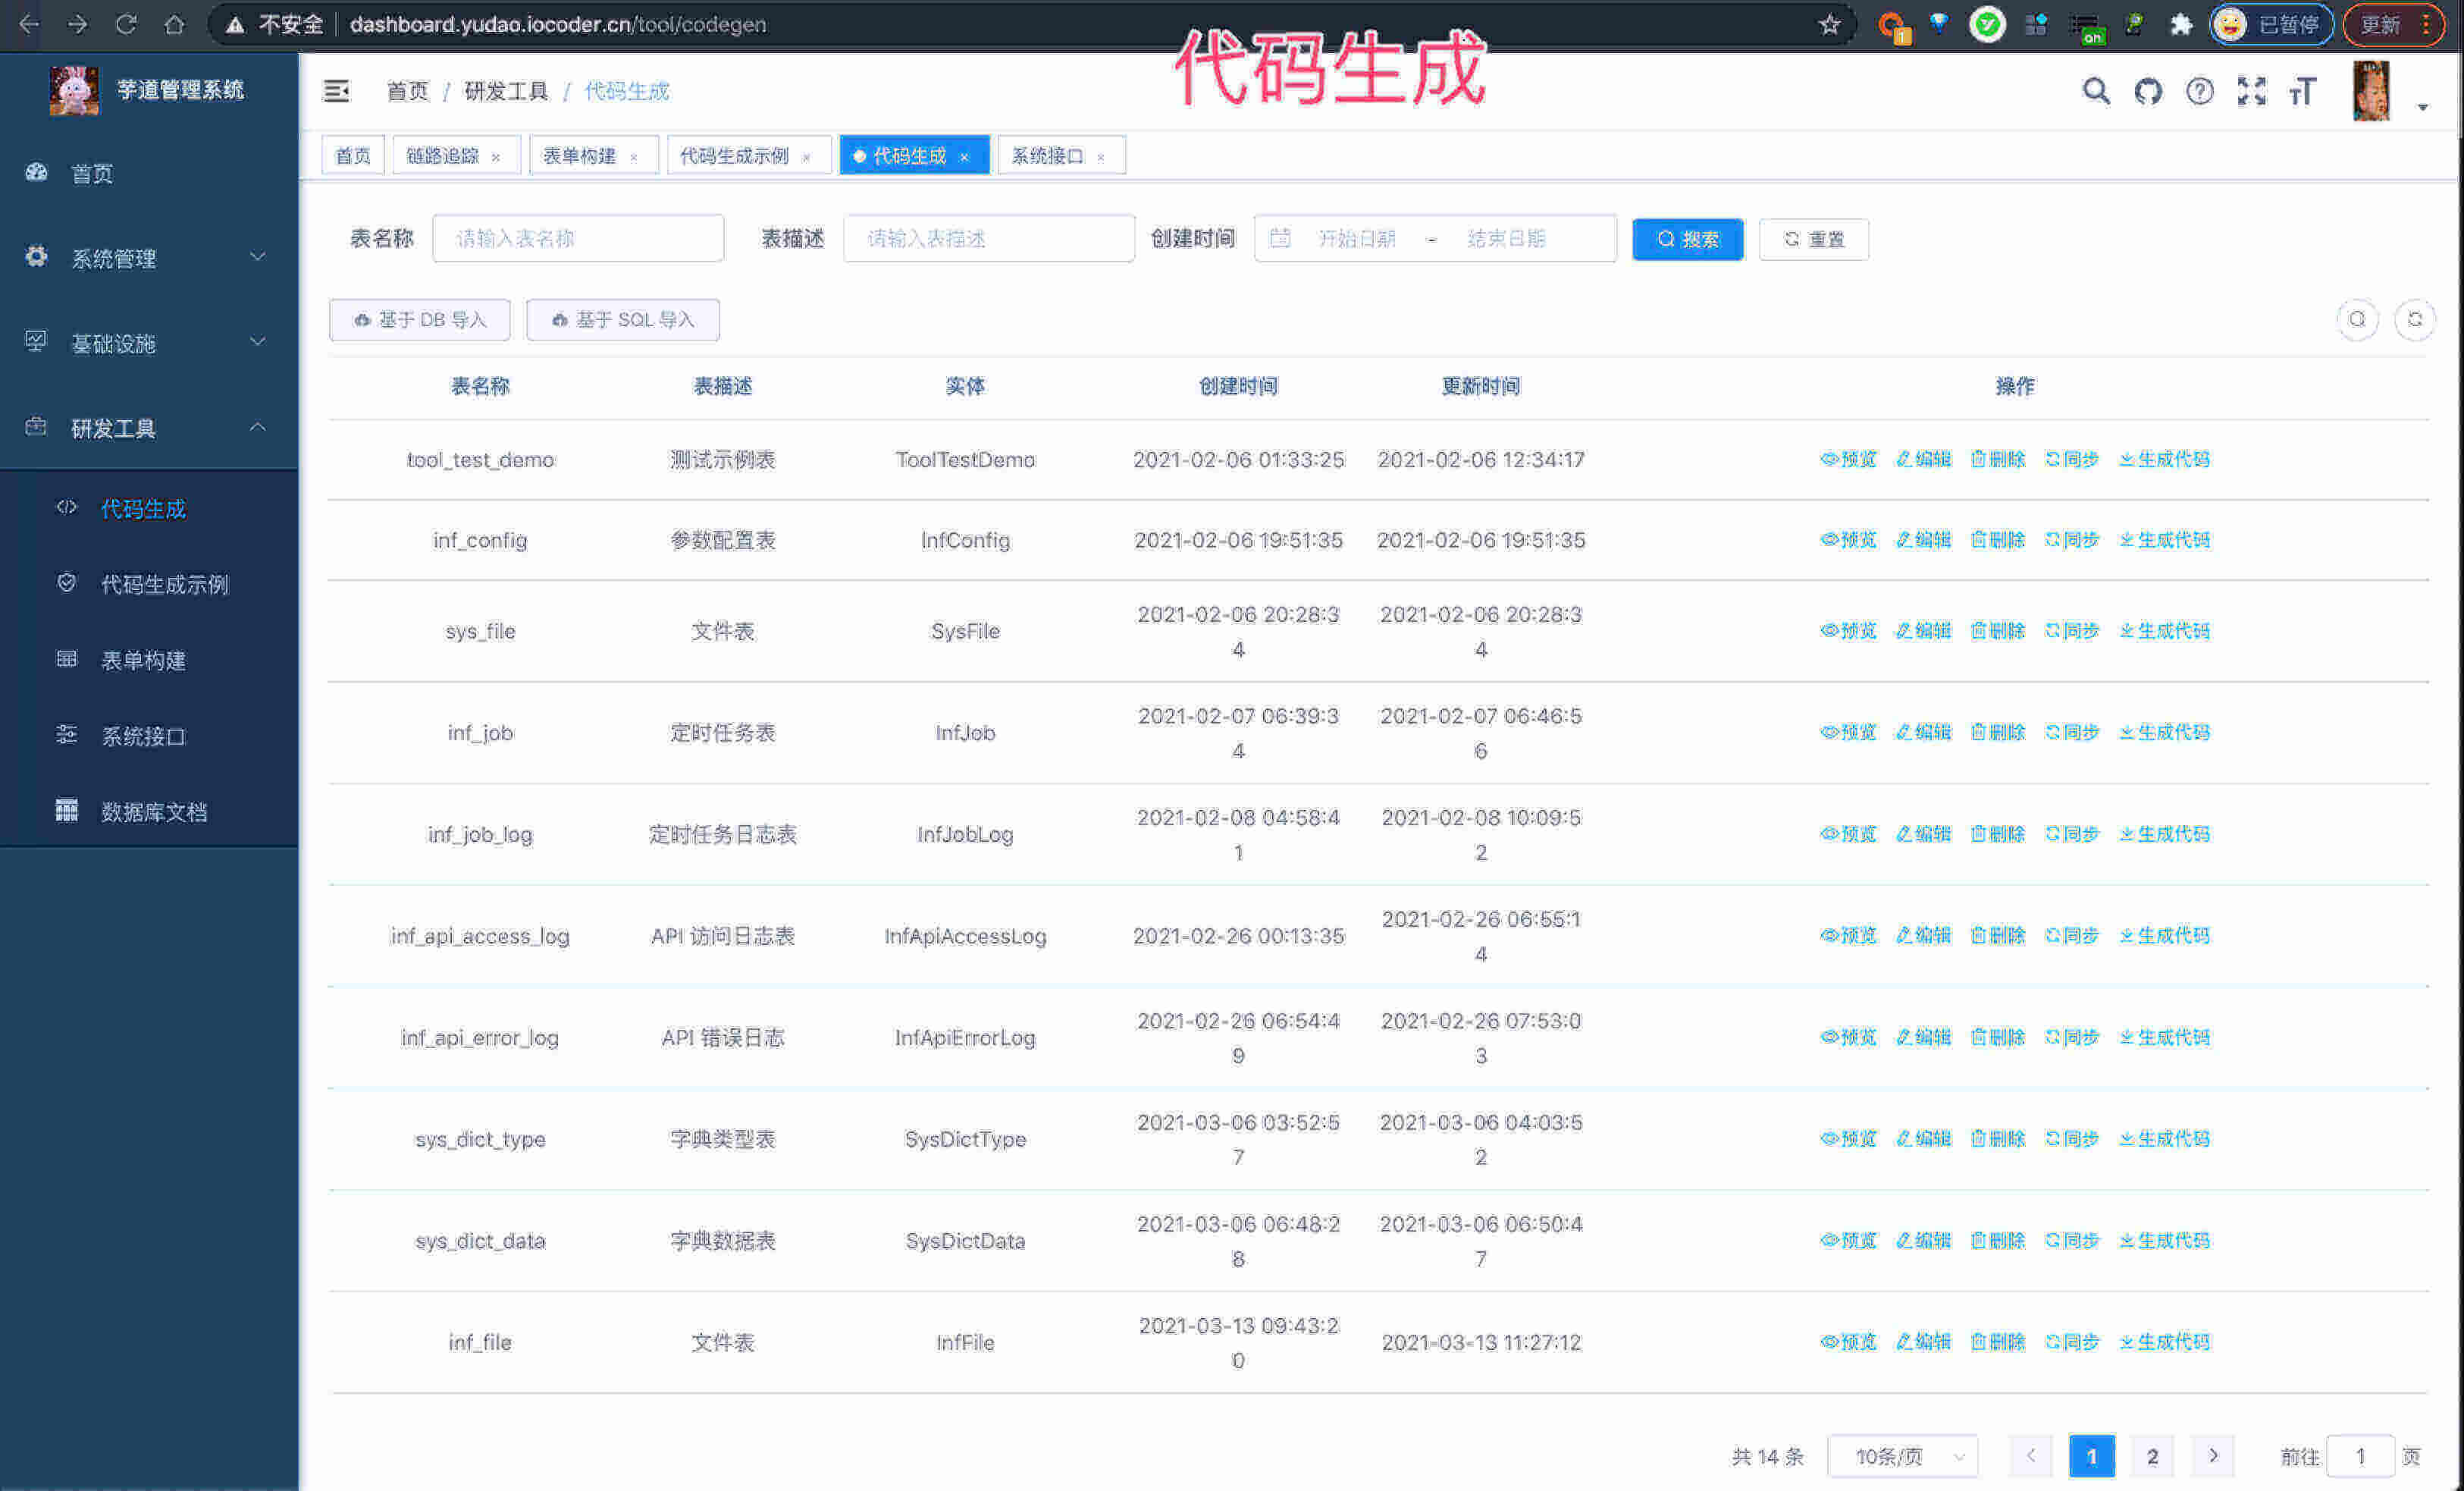 不安全 dashboard.yudao.iocoder.cn/tool/codegen 1 on 已暂停 更新
代码生成
芋道管理系统
首页 / 研发工具 / 代码生成
首页 链路追踪 × 表单构建 × 代码生成示例 × 代码生成 × 系统接口 ×
首页
系统管理
基础设施
研发工具
代码生成
代码生成示例
表单构建
系统接口
数据库文档
表名称 请输入表名称 表描述 请输入表描述 创建时间 开始日期 - 结束日期 搜索 重置
基于 DB 导入 基于 SQL 导入
表名称 表描述 实体 创建时间 更新时间 操作
tool_test_demo 测试示例表 ToolTestDemo 2021-02-06 01:33:25 2021-02-06 12:34:17 预览 编辑 删除 同步 生成代码
inf_config 参数配置表 InfConfig 2021-02-06 19:51:35 2021-02-06 19:51:35 预览 编辑 删除 同步 生成代码
sys_file 文件表 SysFile 2021-02-06 20:28:34 2021-02-06 20:28:34 预览 编辑 删除 同步 生成代码
inf_job 定时任务表 InfJob 2021-02-07 06:39:34 2021-02-07 06:46:56 预览 编辑 删除 同步 生成代码
inf_job_log 定时任务日志表 InfJobLog 2021-02-08 04:58:41 2021-02-08 10:09:52 预览 编辑 删除 同步 生成代码
inf_api_access_log API 访问日志表 InfApiAccessLog 2021-02-26 00:13:35 2021-02-26 06:55:14 预览 编辑 删除 同步 生成代码
inf_api_error_log API 错误日志 InfApiErrorLog 2021-02-26 06:54:49 2021-02-26 07:53:03 预览 编辑 删除 同步 生成代码
sys_dict_type 字典类型表 SysDictType 2021-03-06 03:52:57 2021-03-06 04:03:52 预览 编辑 删除 同步 生成代码
sys_dict_data 字典数据表 SysDictData 2021-03-06 06:48:28 2021-03-06 06:50:47 预览 编辑 删除 同步 生成代码
inf_file 文件表 InfFile 2021-03-13 09:43:20 2021-03-13 11:27:12 预览 编辑 删除 同步 生成代码
共 14 条 10条/页 1 2 前往 1 页